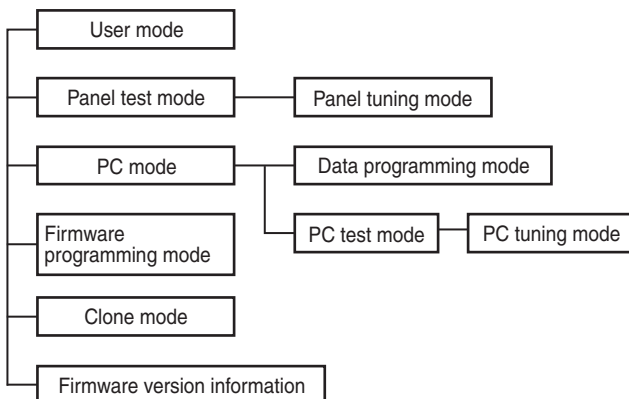 User mode
Panel test mode
Panel tuning mode
PC mode
Data programming mode
PC test mode
PC tuning mode
Firmware
programming mode
Clone mode
Firmware version information